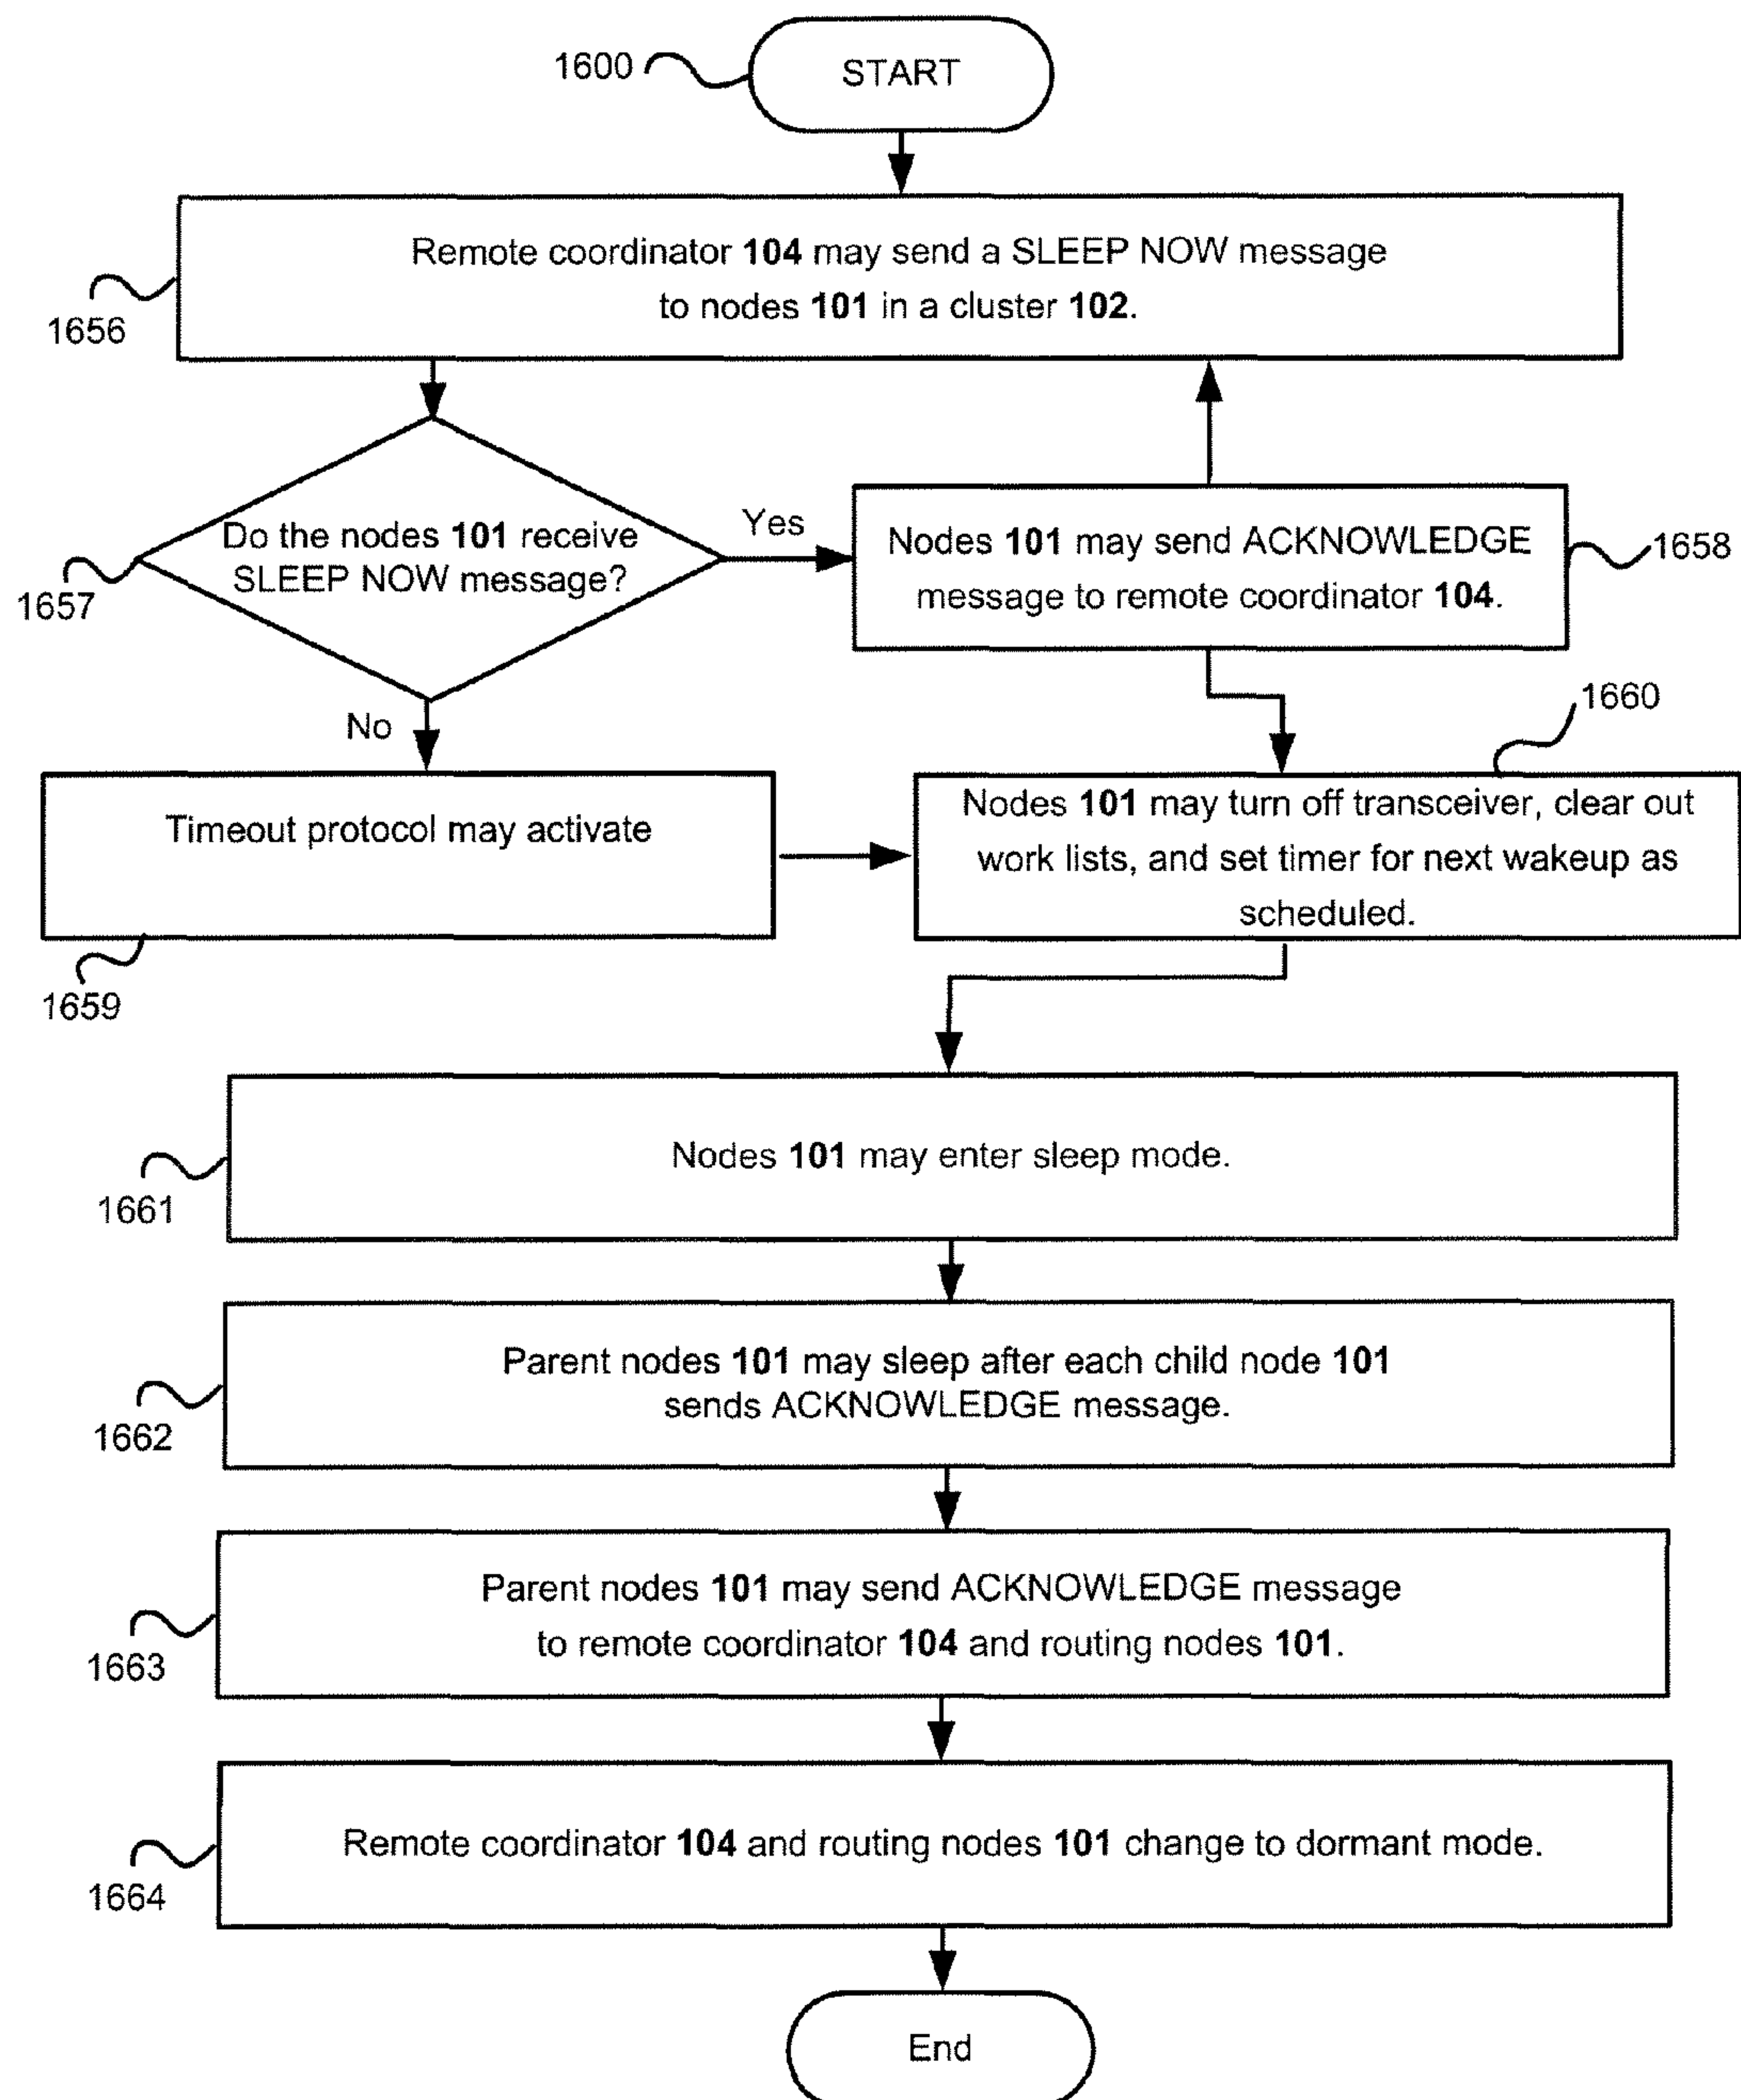 1600
START
Remote coordinator 104 may send a SLEEP NOW message
to nodes 101 in a cluster 102.
1656
Do the nodes 101 receive
SLEEP NOW message?
1657
Yes
Nodes 101 may send ACKNOWLEDGE
message to remote coordinator 104.
1658
No
1660
Timeout protocol may activate
1659
Nodes 101 may turn off transceiver, clear out
work lists, and set timer for next wakeup as
scheduled.
Nodes 101 may enter sleep mode.
1661
Parent nodes 101 may sleep after each child node 101
sends ACKNOWLEDGE message.
1662
Parent nodes 101 may send ACKNOWLEDGE message
to remote coordinator 104 and routing nodes 101.
1663
Remote coordinator 104 and routing nodes 101 change to dormant mode.
1664
End